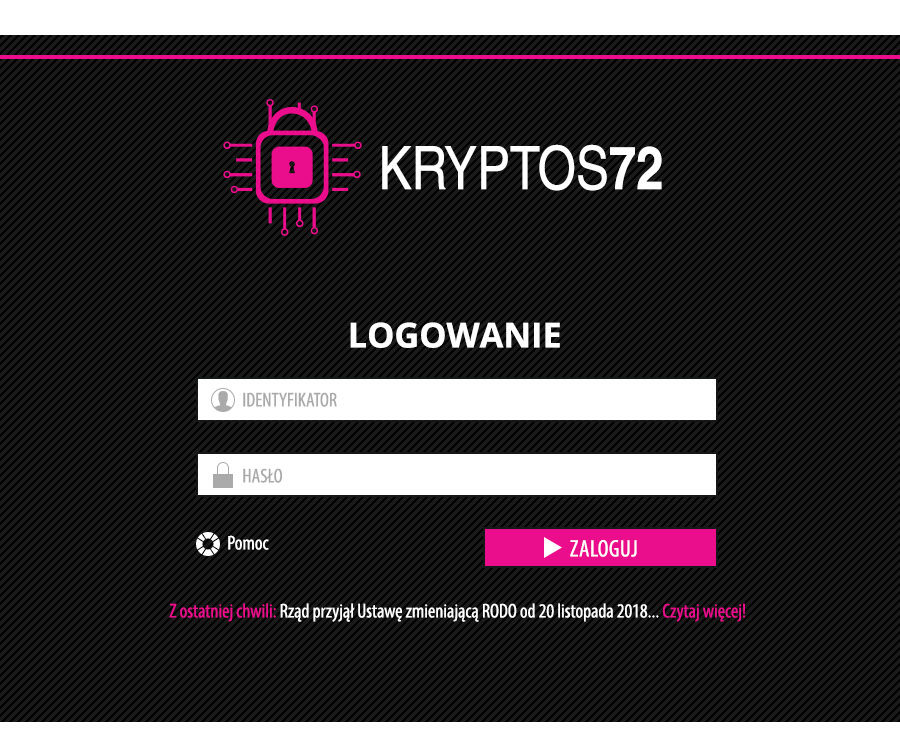 KRYPTOS72
LOGOWANIE
IDENTYFIKATOR
HASŁO
Pomoc
ZALOGUJ
Z ostatniej chwili: Rząd przyjął Ustawę zmieniającą RODO od 20 listopada 2018... Czytaj więcej!